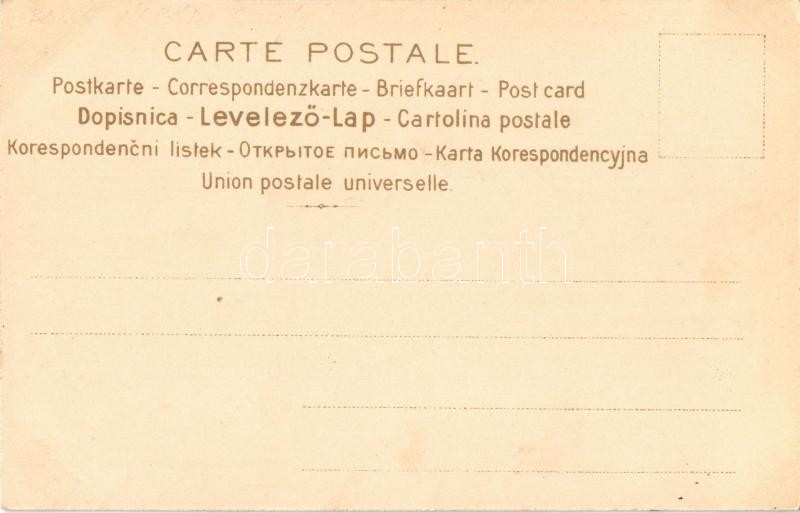 CARTE POSTALE.
Postkarte - Correspondenzkarte - Briefkaart - Post card
Dopisnica - Levelező-Lap - Cartolina postale
Korespondenčni listek - Открытое письмо - Karta Korespondencyjna
Union postale universelle.
darabanth